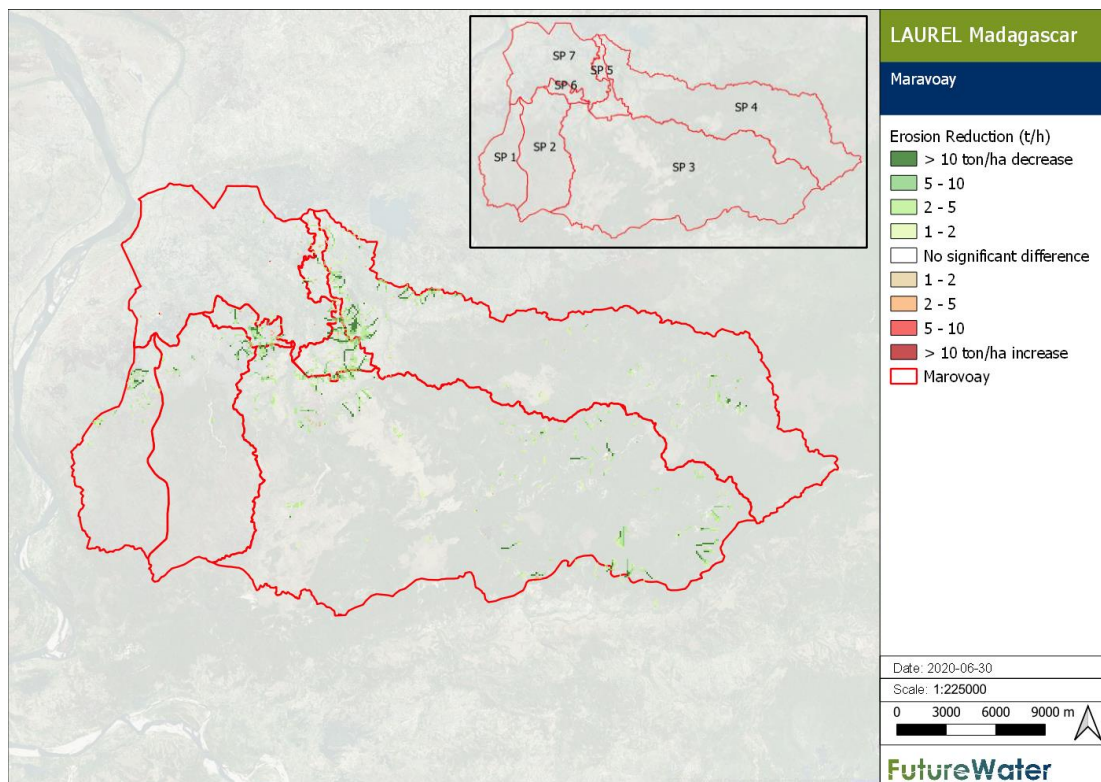 SP 7
SP 5
SP 6
SP 4
SP 2
SP 1
SP 3
LAUREL Madagascar
Maravoay
Erosion Reduction (t/h)
> 10 ton/ha decrease
5 - 10
2 - 5
1 - 2
No significant difference
1 - 2
2 - 5
5 - 10
> 10 ton/ha increase
Marovoay
Date: 2020-06-30
Scale: 1:225000
0 3000 6000 9000 m
FutureWater